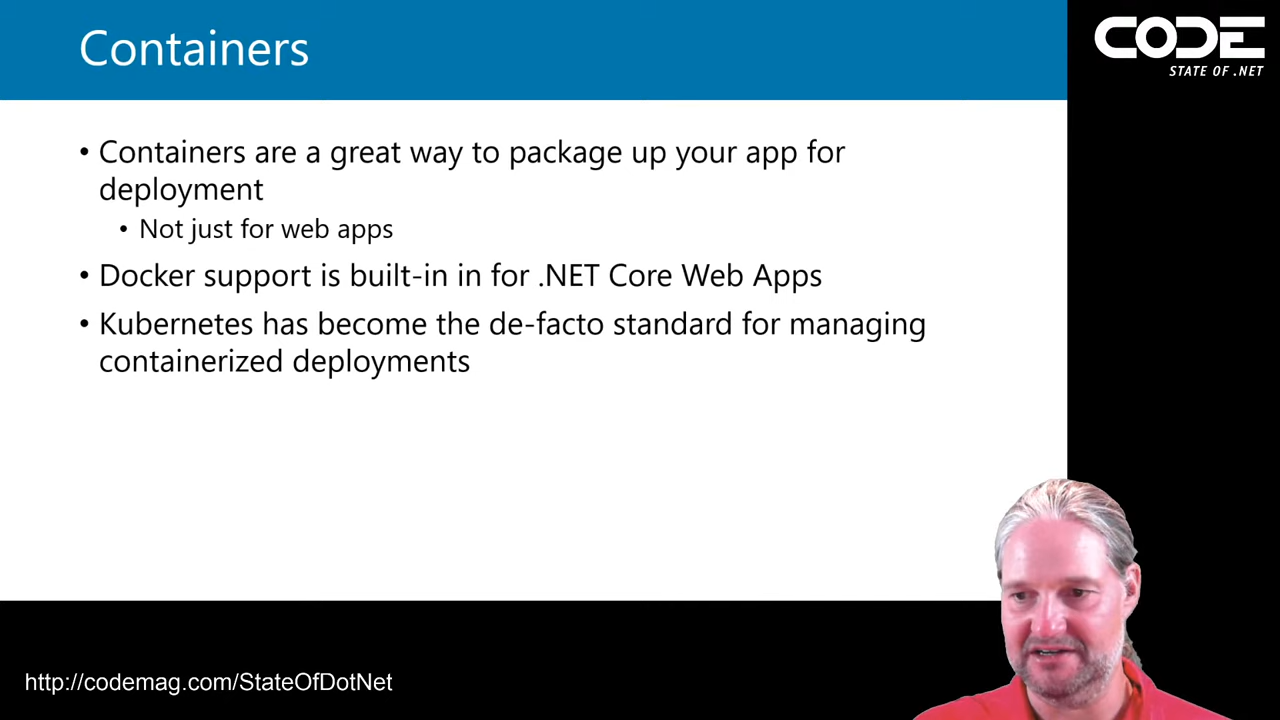 Containers
CODE
STATE OF .NET
• Containers are a great way to package up your app for
deployment
• Not just for web apps
• Docker support is built-in in for .NET Core Web Apps
• Kubernetes has become the de-facto standard for managing
containerized deployments
http://codemag.com/StateOfDotNet